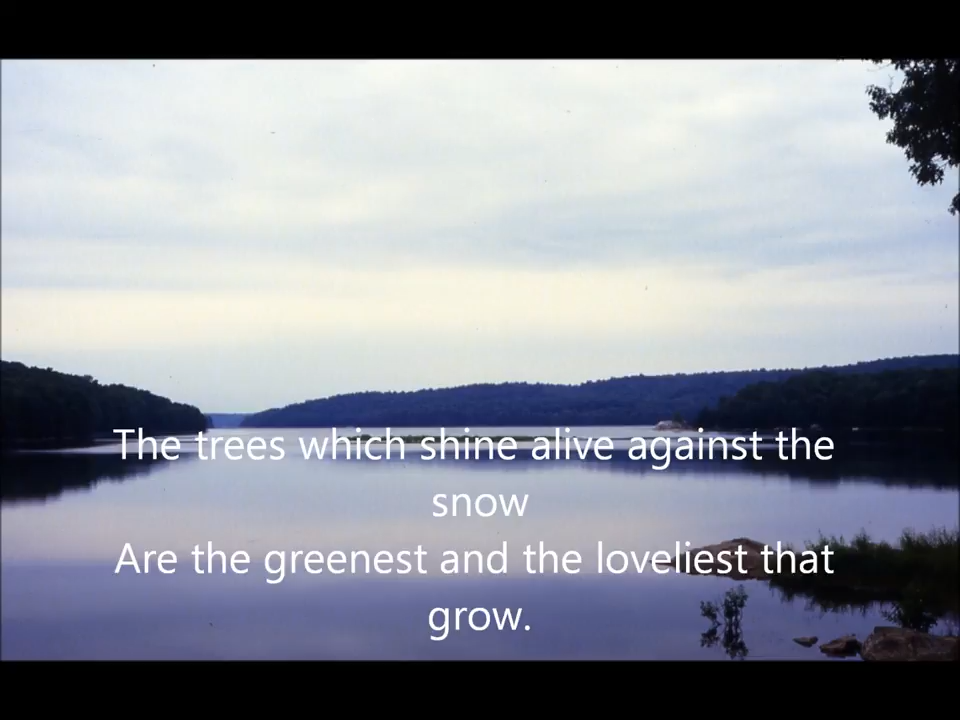 The trees which shine alive against the
snow
Are the greenest and the loveliest that
grow.